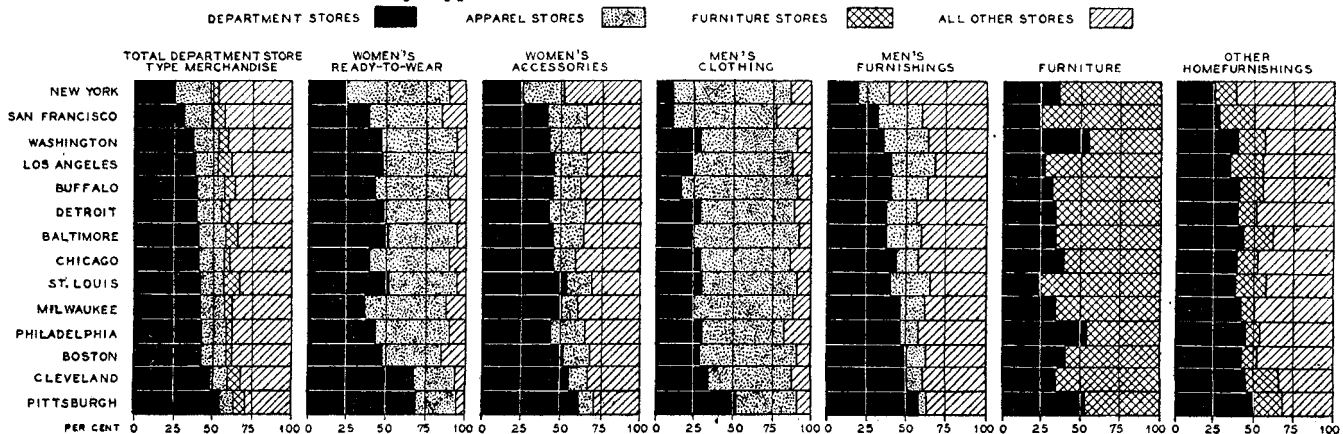 DEPARTMENT STORES APPAREL STORES FURNITURE STORES ALL OTHER STORES
TOTAL DEPARTMENT STORE
TYPE MERCHANDISE
WOMEN'S
READY-TO-WEAR
WOMEN'S
ACCESSORIES
MEN'S
CLOTHING
MEN'S
FURNISHINGS
FURNITURE
OTHER
HOMEFURNISHINGS
NEW YORK
SAN FRANCISCO
WASHINGTON
LOS ANGELES
BUFFALO
DETROIT
BALTIMORE
CHICAGO
ST. LOUIS
MILWAUKEE
PHILADELPHIA
BOSTON
CLEVELAND
PITTSBURGH
PER CENT 0 25 50 75 100 0 25 50 75 100 0 25 50 75 100 0 25 50 75 100 0 25 50 75 100 0 25 50 75 100 0 25 50 75 100